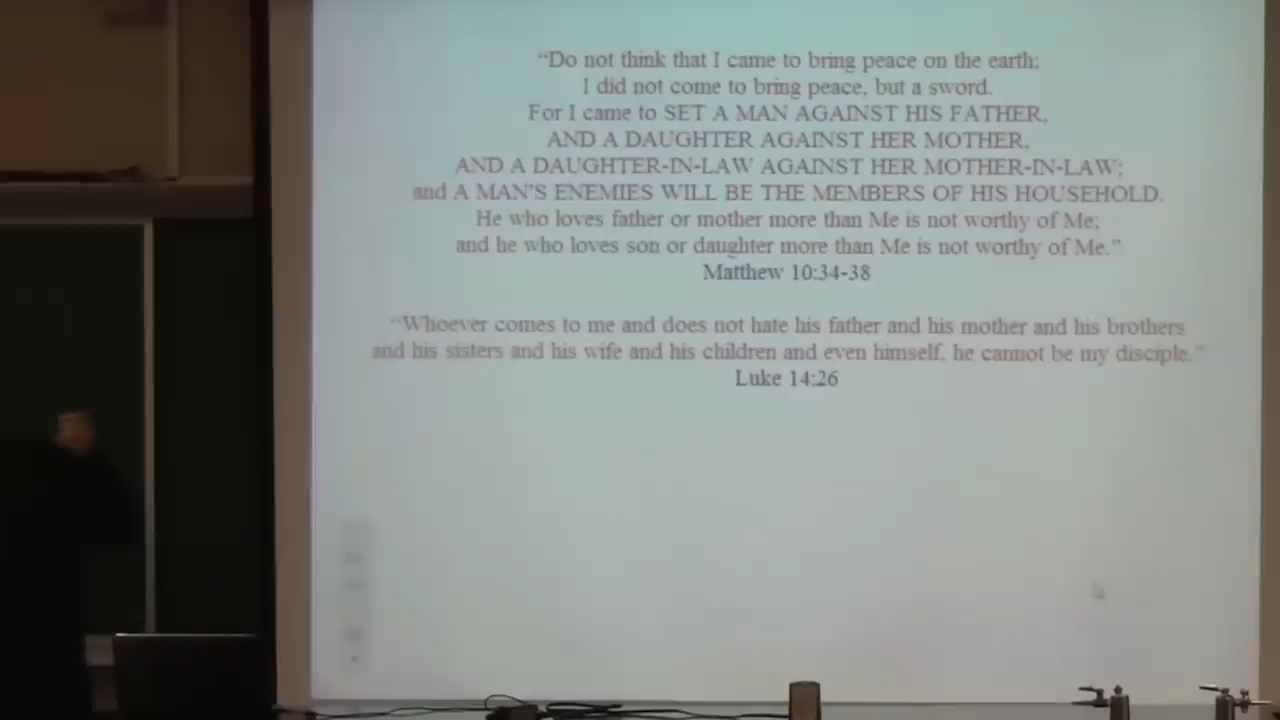 “Do not think that I came to bring peace on the earth;
I did not come to bring peace, but a sword.
For I came to SET A MAN AGAINST HIS FATHER,
AND A DAUGHTER AGAINST HER MOTHER,
AND A DAUGHTER-IN-LAW AGAINST HER MOTHER-IN-LAW;
and A MAN'S ENEMIES WILL BE THE MEMBERS OF HIS HOUSEHOLD.
He who loves father or mother more than Me is not worthy of Me;
and he who loves son or daughter more than Me is not worthy of Me.”
Matthew 10:34-38
“Whoever comes to me and does not hate his father and his mother and his brothers
and his sisters and his wife and his children and even himself, he cannot be my disciple.”
Luke 14:26